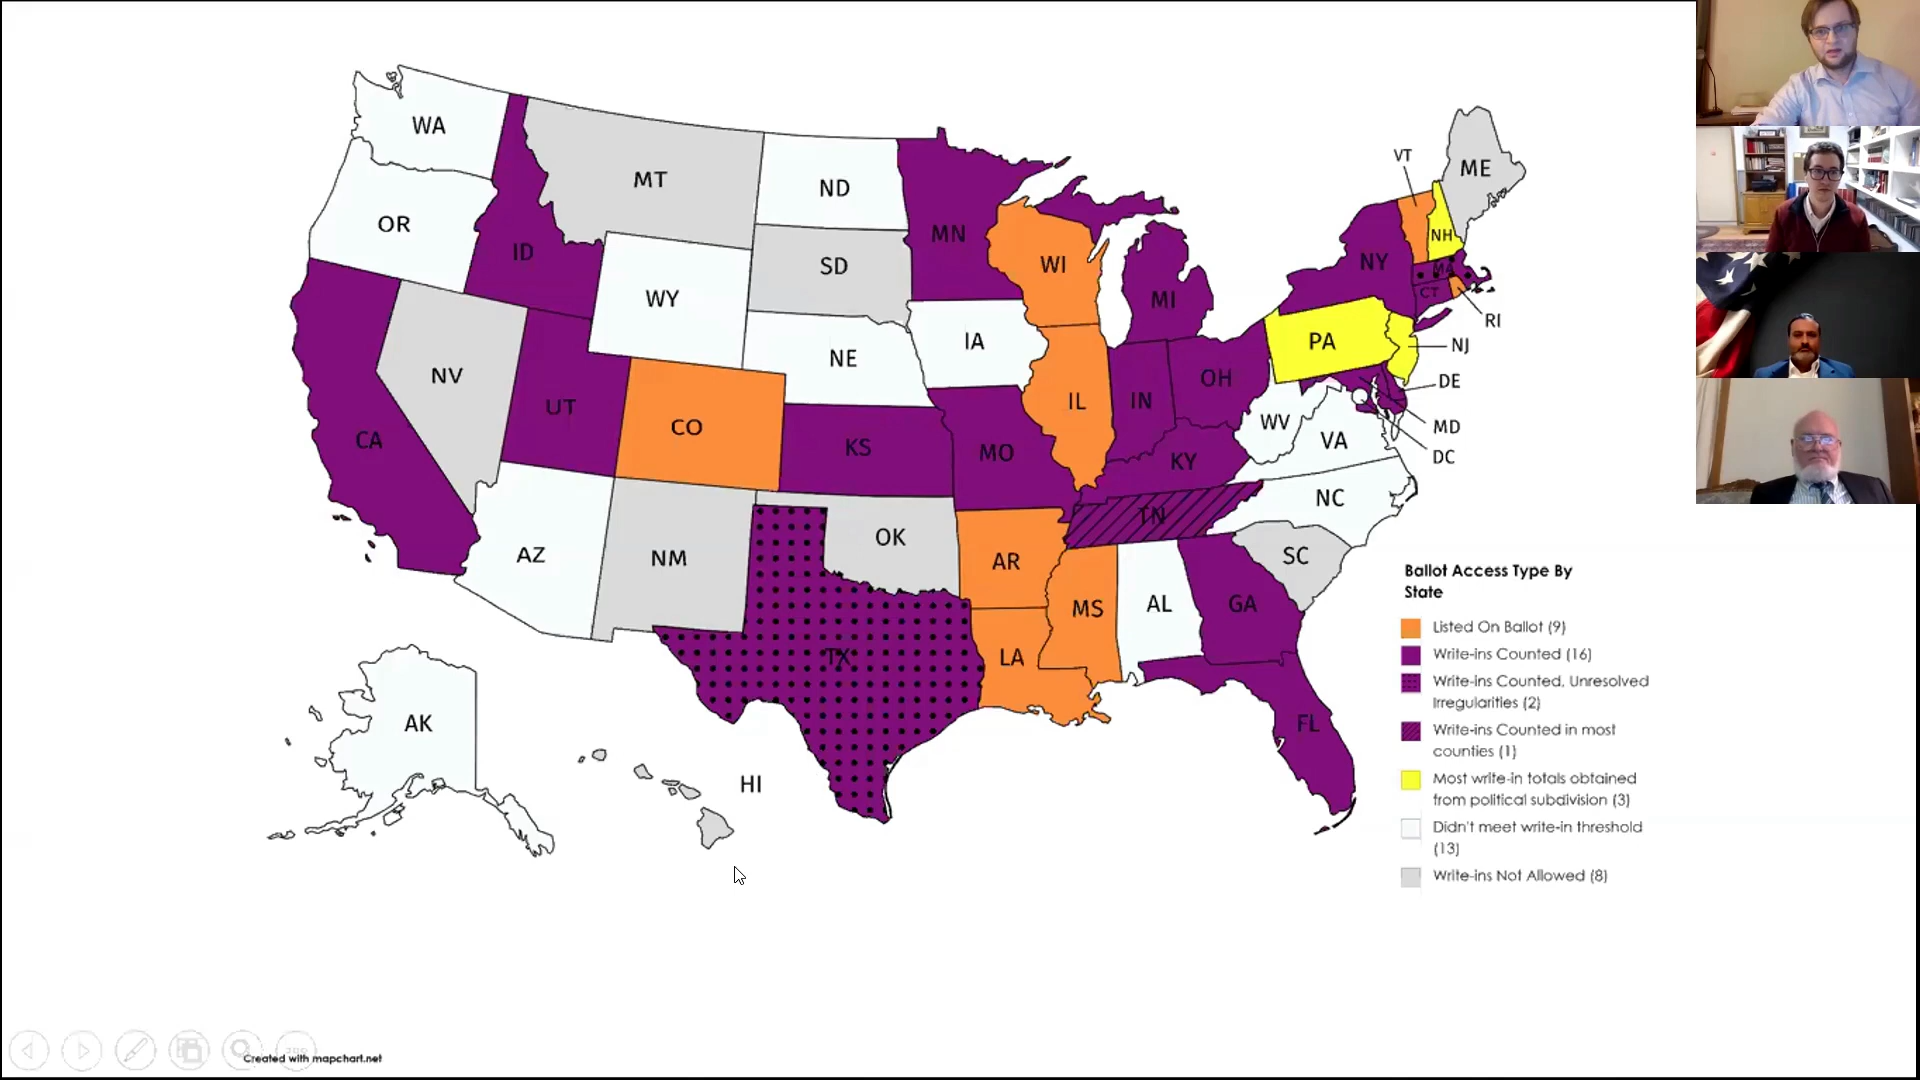 WA
MT
ND
MN
VT
ME
OR
ID
SD
WI
NH
WY
MI
NY
MA
CT
RI
NE
IA
PA
NJ
NV
UT
CO
IL
IN
OH
DE
CA
KS
MO
KY
WV
VA
MD
DC
AZ
NM
OK
AR
TN
NC
TX
LA
MS
AL
GA
SC
AK
HI
FL
Ballot Access Type By
State
Listed On Ballot (9)
Write-ins Counted (16)
Write-ins Counted, Unresolved
Irregularities (2)
Write-ins Counted in most
counties (1)
Most write-in totals obtained
from political subdivision (3)
Didn't meet write-in threshold
(13)
Write-ins Not Allowed (8)
Created with mapchart.net